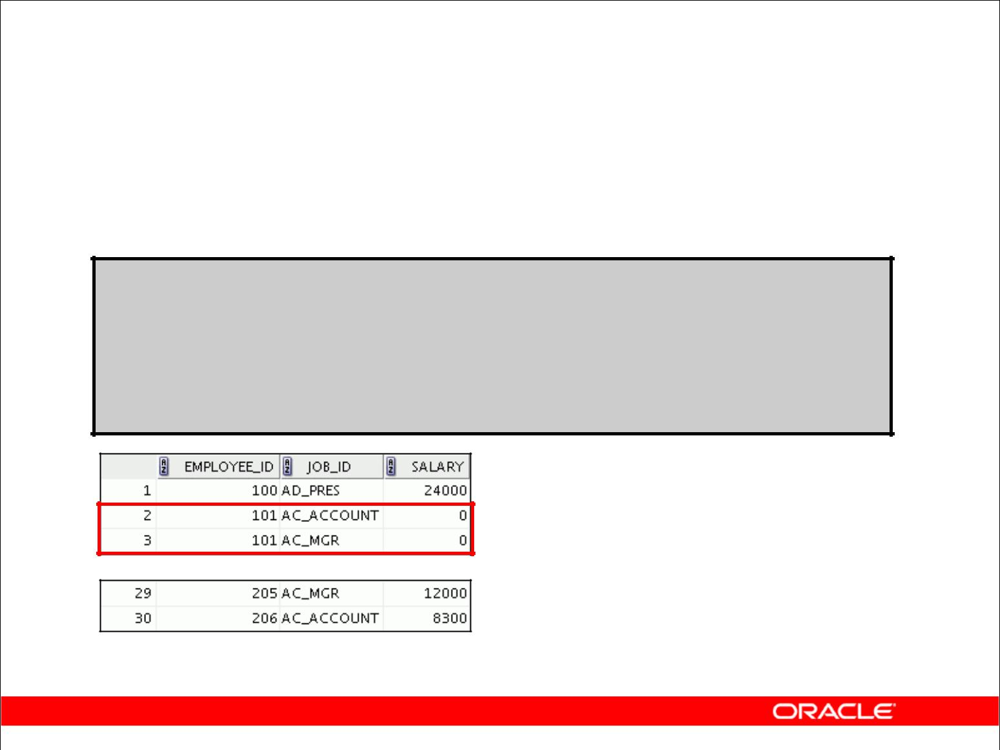 EMPLOYEE_ID JOB_ID SALARY
1 100 AD_PRES 24000
2 101 AC_ACCOUNT 0
3 101 AC_MGR 0
29 205 AC_MGR 12000
30 206 AC_ACCOUNT 8300
ORACLE